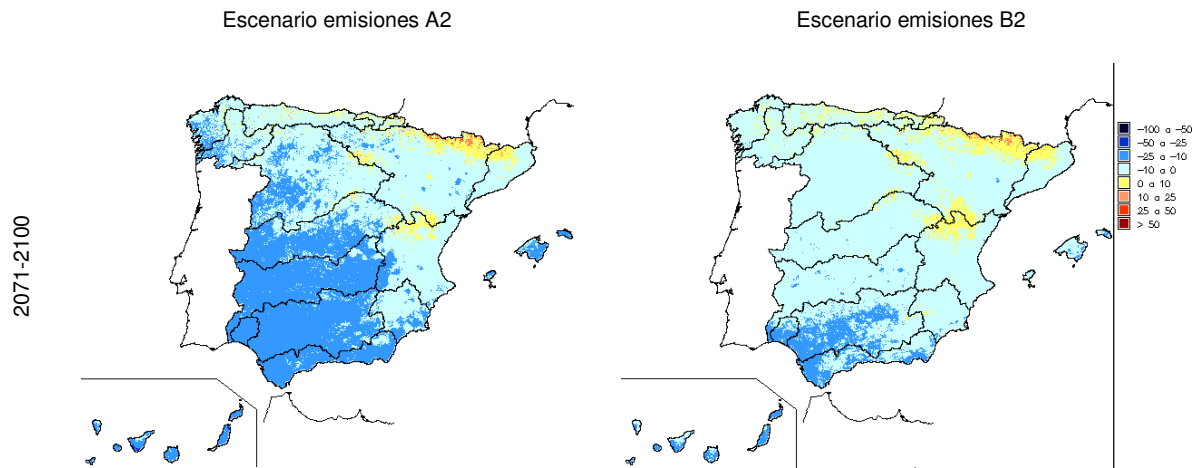 Escenario emisiones A2
Escenario emisiones B2
2071-2100
-100 a -50
-50 a -25
-25 a -10
-10 a 0
0 a 10
10 a 25
25 a 50
> 50